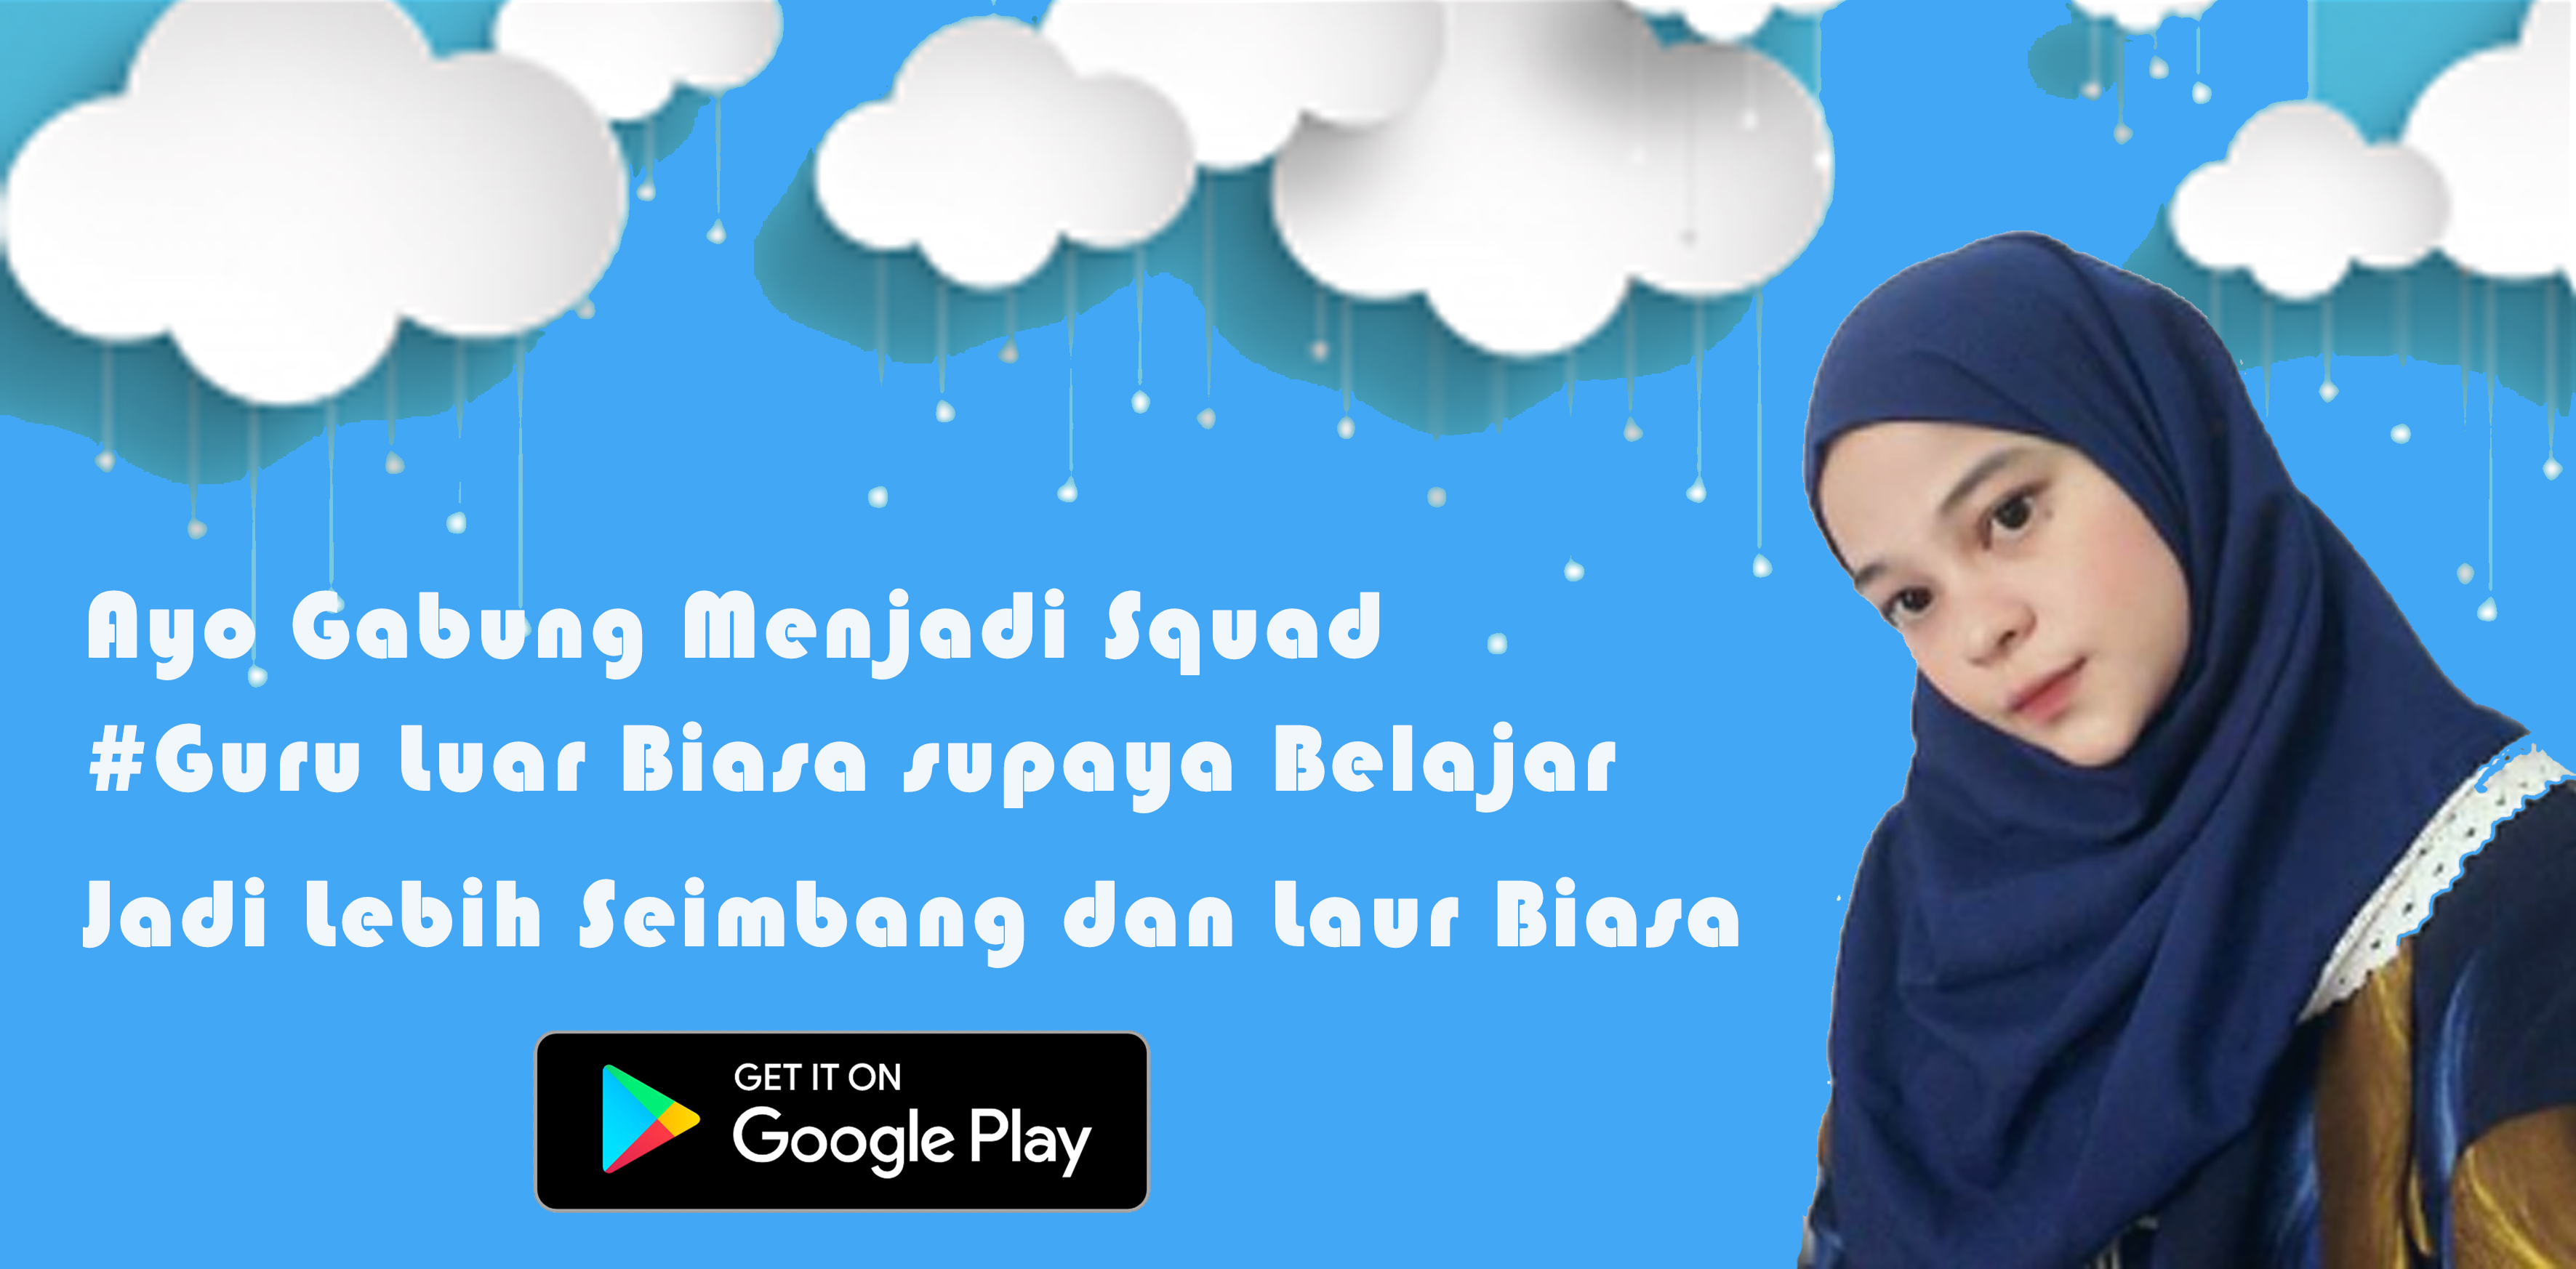 Ayo Gabung Menjadi Squad
#Guru Luar Biasa supaya Belajar
Jadi Lebih Seimbang dan Laur Biasa
GET IT ON
Google Play